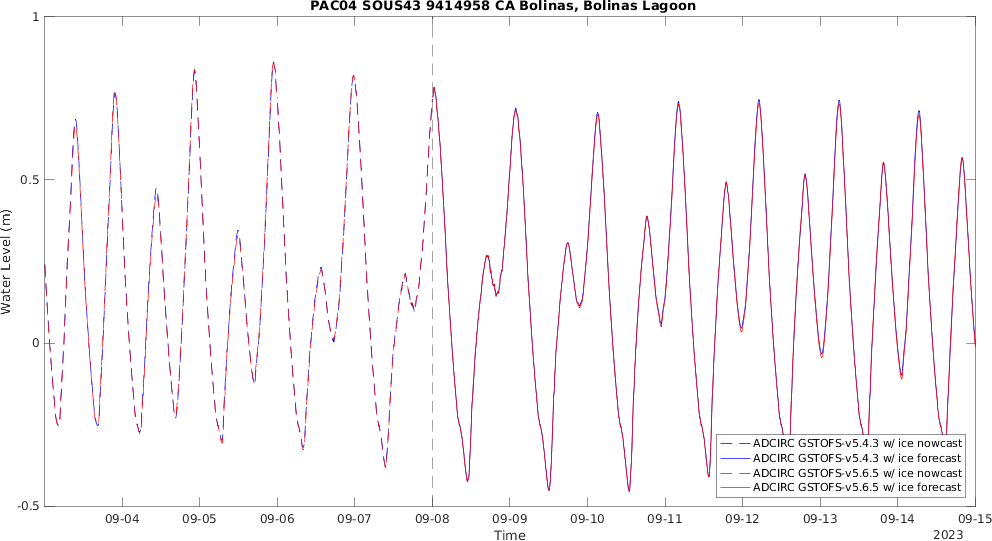 PAC04 SOUS43 9414958 CA Bolinas, Bolinas Lagoon
1
0.5
0
-0.5
Water Level (m)
09-04 09-05 09-06 09-07 09-08 09-09 09-10 09-11 09-12 09-13 09-14 09-15
Time
2023
ADCIRC GSTOFS-v5.4.3 w/ ice nowcast
ADCIRC GSTOFS-v5.4.3 w/ ice forecast
ADCIRC GSTOFS-v5.6.5 w/ ice nowcast
ADCIRC GSTOFS-v5.6.5 w/ ice forecast